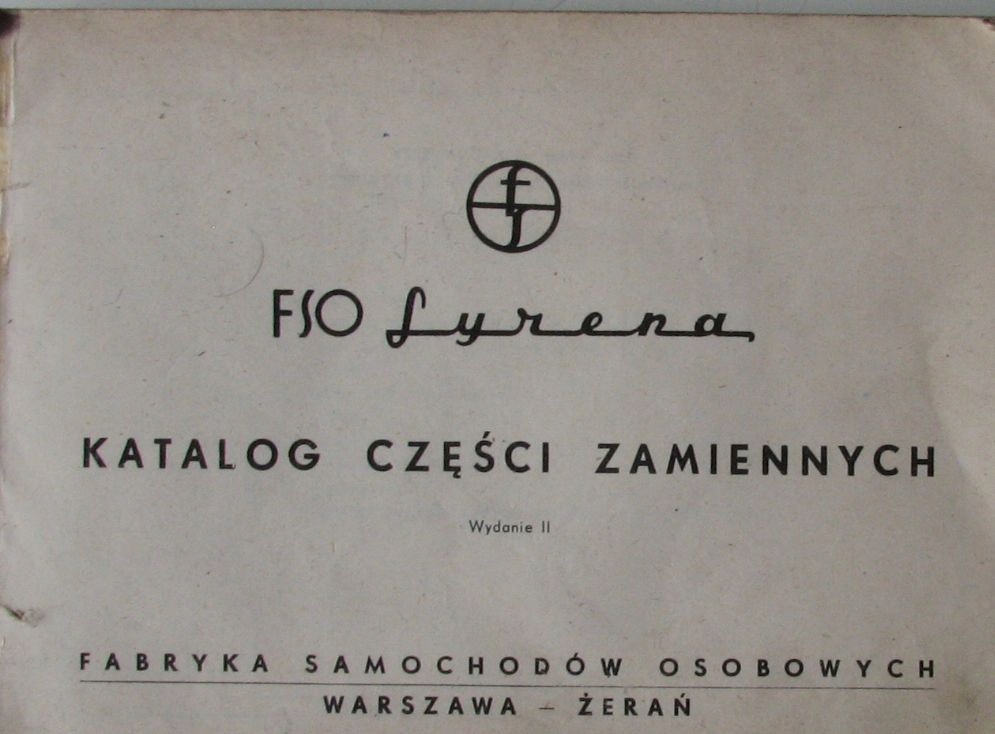 FSO Syrena
KATALOG CZĘŚCI ZAMIENNYCH
Wydanie II
FABRYKA SAMOCHODÓW OSOBOWYCH
WARSZAWA – ŻERAŃ